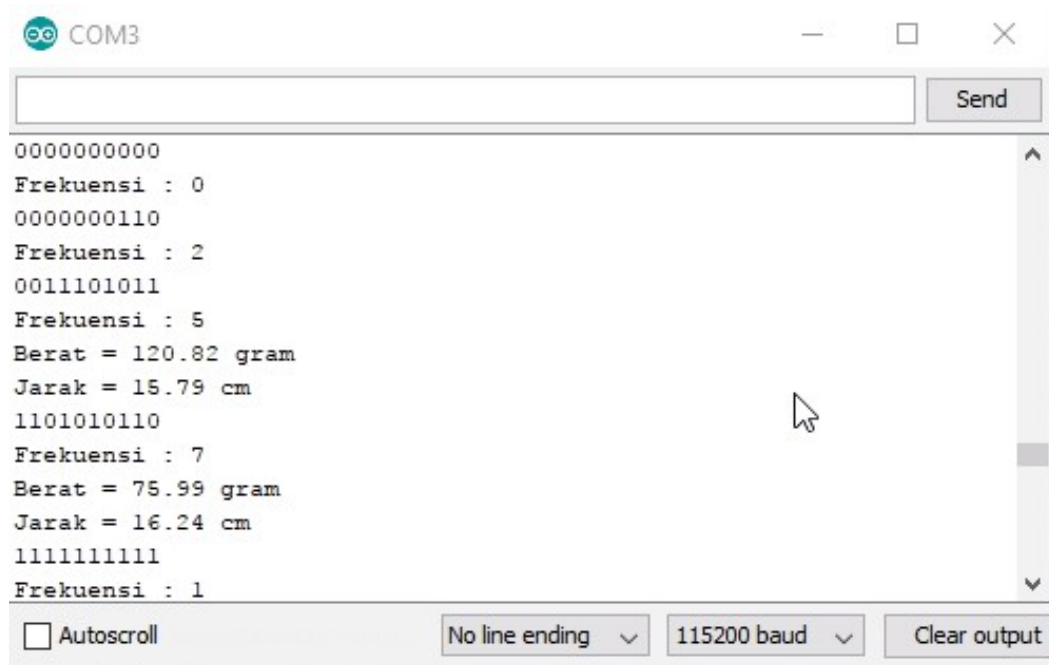 COM3
Send
0000000000
Frekuensi : 0
0000000110
Frekuensi : 2
0011101011
Frekuensi : 5
Berat = 120.82 gram
Jarak = 15.79 cm
1101010110
Frekuensi : 7
Berat = 75.99 gram
Jarak = 16.24 cm
1111111111
Frekuensi : 1
Autoscroll
No line ending
115200 baud
Clear output